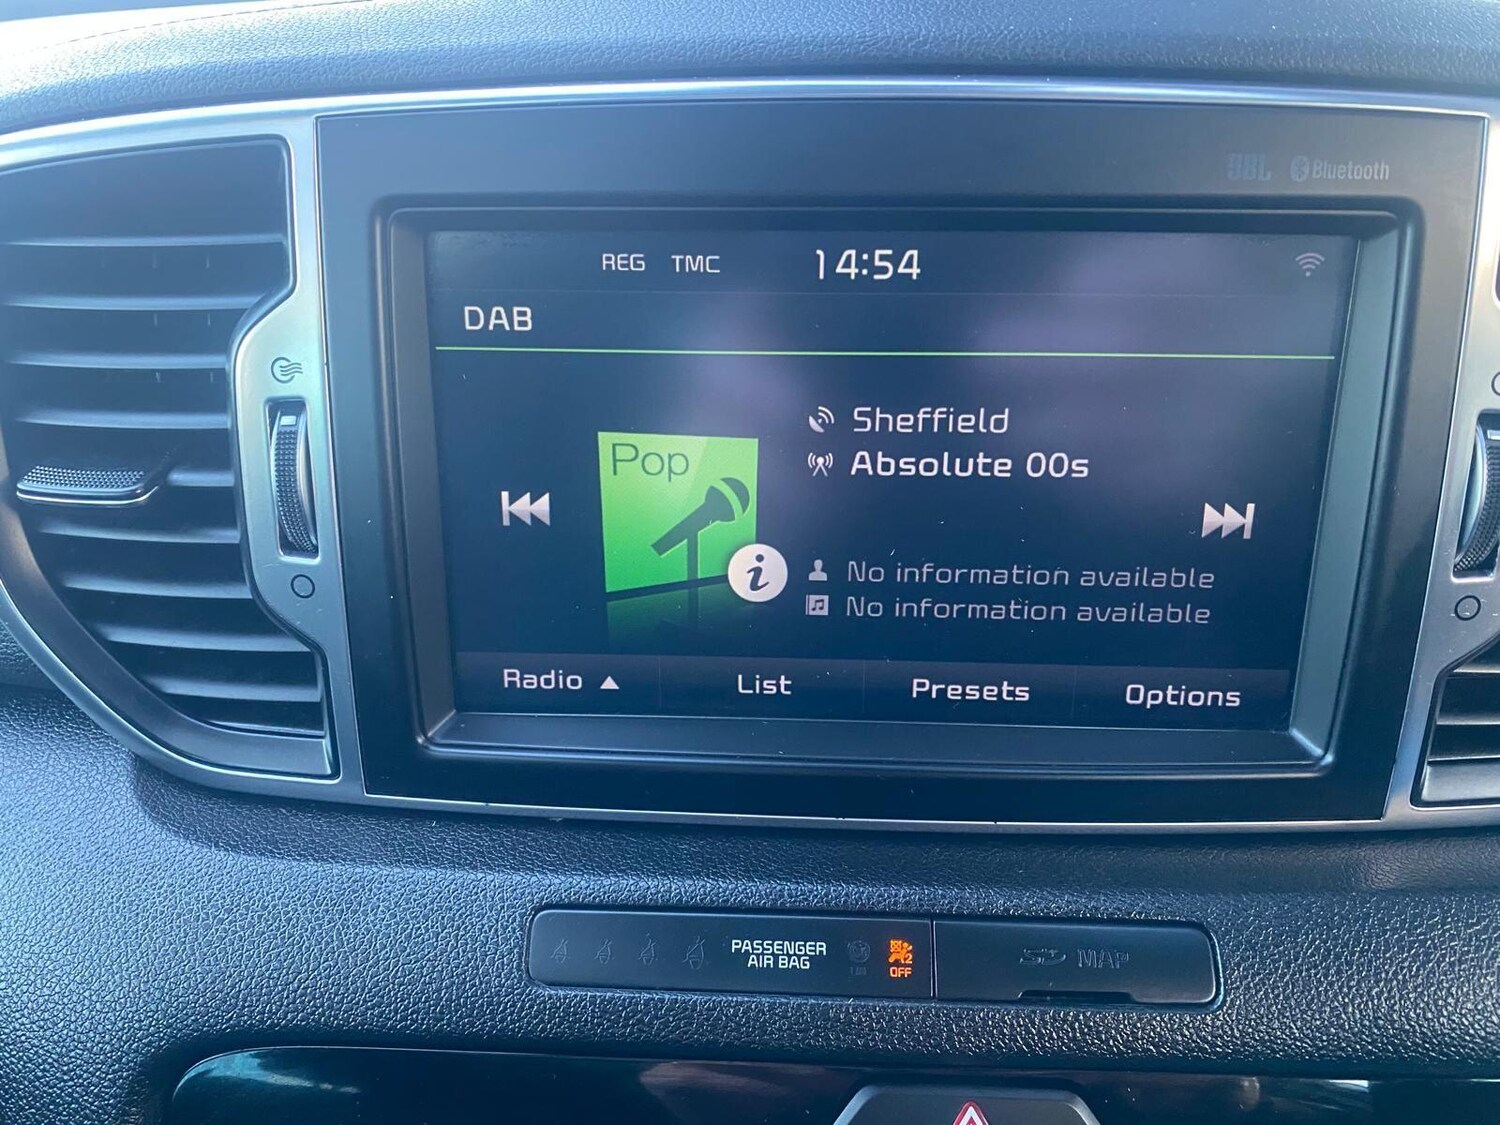 JBL Bluetooth
REG TMC 14:54
DAB
Sheffield
Absolute 00s
Pop
i
No information available
No information available
Radio List Presets Options
PASSENGER
AIR BAG
2
OFF
SD MAP